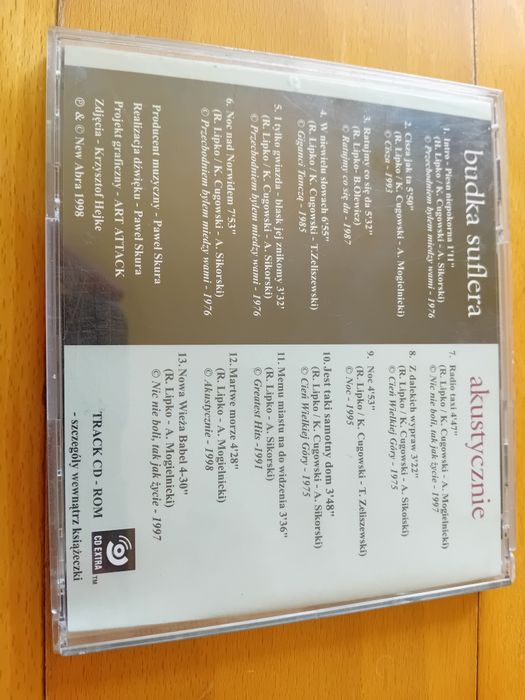 budka suflera akustycznie
1. Intro - Pieśń niepokorna 1'11"
(R. Lipko / K. Cugowski - A. Sikorski)
© Przechodniem byłem miedzy wami - 1976
2. Cisza jak ta 5'50"
(R. Lipko / K. Cugowski - A. Mogielnicki)
© Cisza - 1993
3. Ratujmy co się da 5'32"
(R. Lipko- B.Olewicz)
© Ratujmy co się da - 1987
4. W niewielu słowach 6'55"
(R. Lipko / K. Cugowski - T.Zeliszewski)
© Giganci Tańczą - 1985
5. I tylko gwiazda - blask jej znikomy 3'32'
(R. Lipko / K. Cugowski - A. Sikorski)
© Przechodniem byłem miedzy wami - 1976
6. Noc nad Norwidem 7'53"
(R. Lipko / K. Cugowski - A. Sikorski)
© Przechodniem byłem miedzy wami - 1976
Producent muzyczny - Paweł Skura
Realizacja dźwięku - Paweł Skura
Projekt graficzny - ART ATTACK
Zdjęcia - Krzysztof Hejke
℗ & © New Abra 1998
7. Radio taxi 4'47"
(R. Lipko / K. Cugowski - A. Mogielnicki)
© Nic nie boli, tak jak życie - 1997
8. Z dalekich wypraw 3'22"
(R. Lipko / K. Cugowski - A. Sikoiski)
© Cień Wielkiej Góry - 1975
9. Noc 4'53"
(R. Lipko / K. Cugowski - T. Zeliszewski)
© Noc - 1995
10. Jest taki samotny dom 3'48"
(R. Lipko / K. Cugowski - A. Sikorski)
© Cień Wielkiej Góry - 1975
11. Memu miastu na do widzenia 3'36"
(R. Lipko - A. Sikorski)
© Greatest Hits - 1991
12. Martwe morze 4'28"
(R. Lipko - A. Mogielnicki)
© Akustycznie - 1998
13. Nowa Wieża Babel 4-30"
(R. Lipko - A. Mogielnicki)
© Nic nie boli, tak jak życie - 1997
TRACK CD - ROM
- szczegóły wewnątrz książeczki
CD EXTRA ™